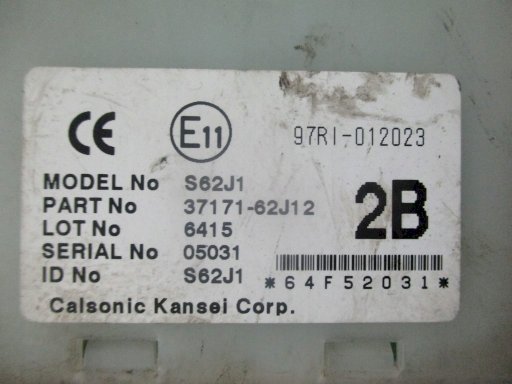 CE E11 97RI-012023
MODEL No S62J1
PART No 37171-62J12
LOT No 6415
SERIAL No 05031
ID No S62J1
2B
*64F52031*
Calsonic Kansei Corp.